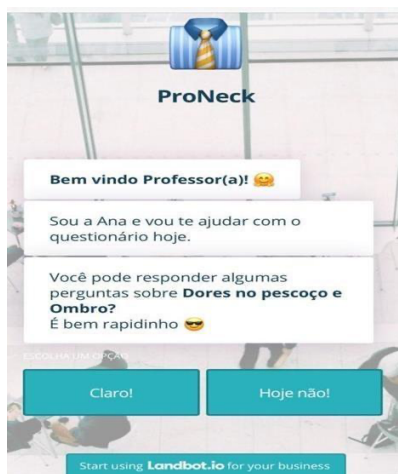 ProNeck
Bem vindo Professor(a)! 🤗
Sou a Ana e vou te ajudar com o
questionário hoje.
Você pode responder algumas
perguntas sobre Dores no pescoço e
Ombro?
É bem rapidinho 😎
ESCOLHA UM OPÇÃO
Claro!
Hoje não!
Start using Landbot.io for your business